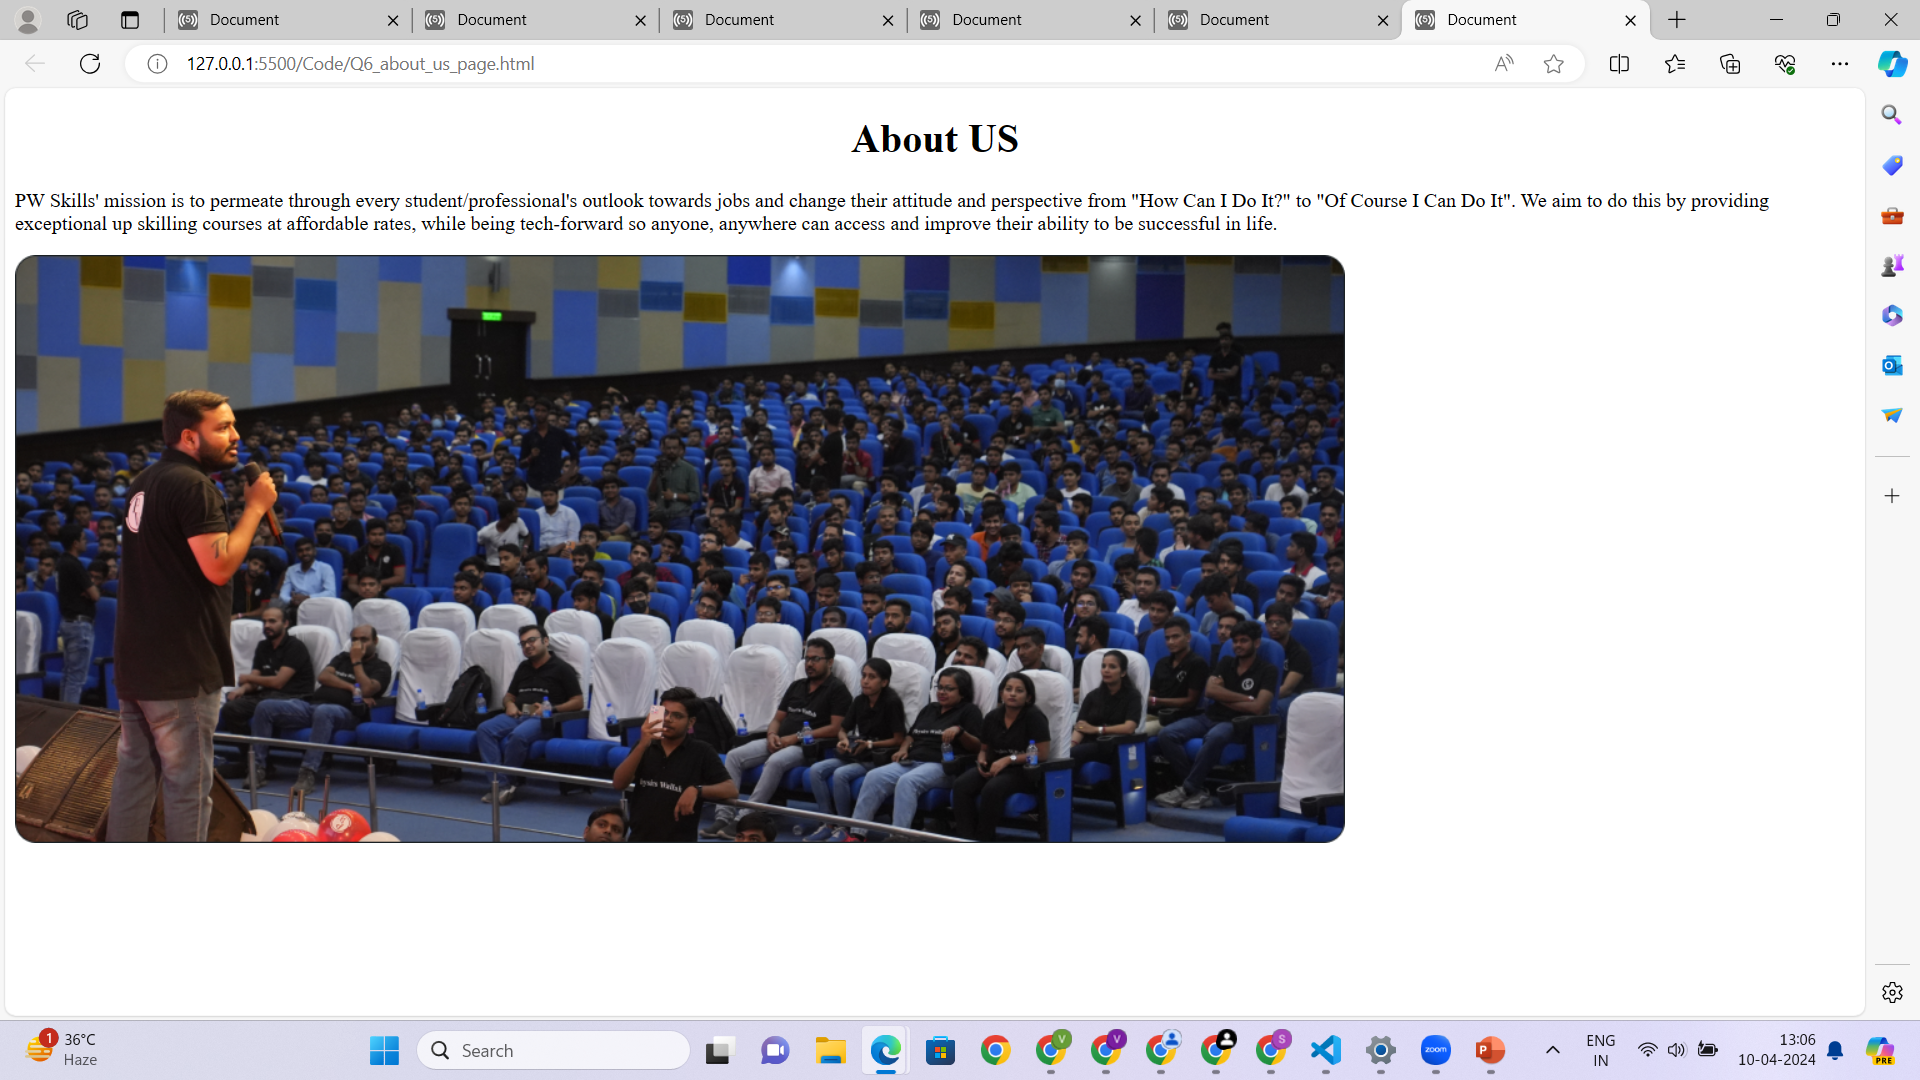 Document
Document
Document
Document
Document
Document
127.0.0.1:5500/Code/Q6_about_us_page.html
About US
PW Skills' mission is to permeate through every student/professional's outlook towards jobs and change their attitude and perspective from "How Can I Do It?" to "Of Course I Can Do It". We aim to do this by providing
exceptional up skilling courses at affordable rates, while being tech-forward so anyone, anywhere can access and improve their ability to be successful in life.
1
36°C
Haze
Search
V
V
S
zoom
P
ENG
IN
13:06
10-04-2024
PRE